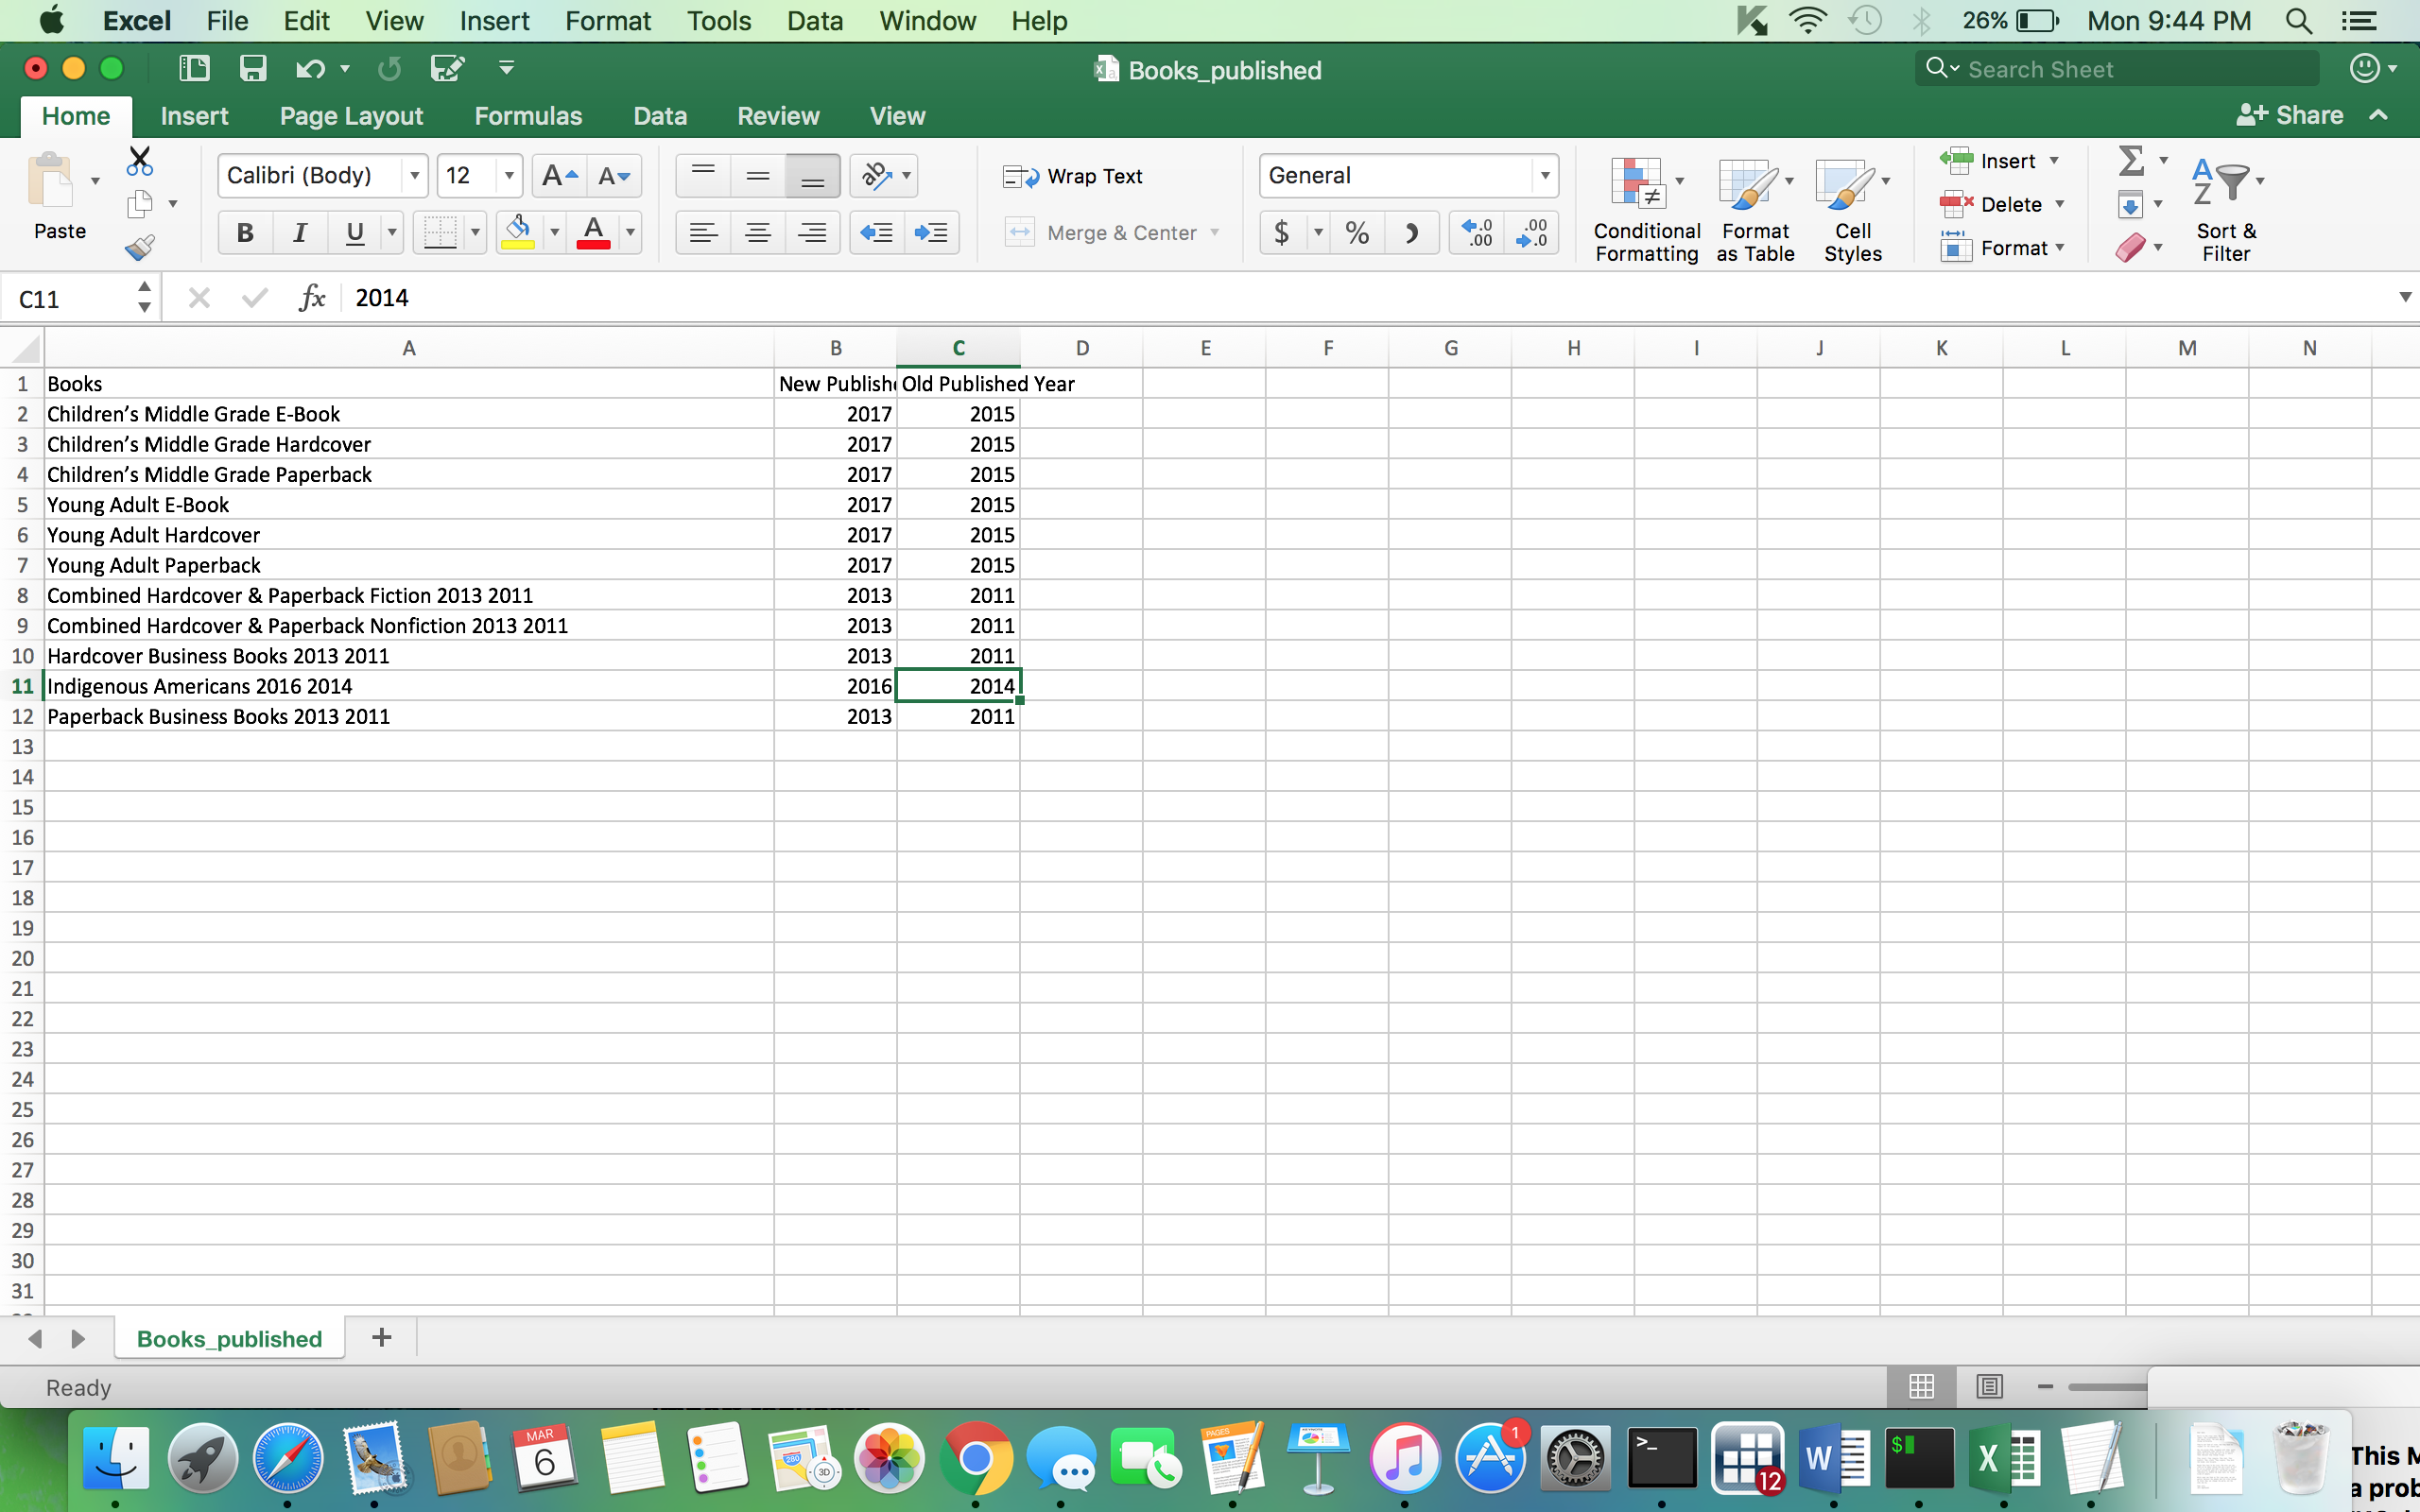 Excel File Edit View Insert Format Tools Data Window Help 26% Mon 9:44 PM
Books_published Search Sheet
Home Insert Page Layout Formulas Data Review View Share
Calibri (Body) 12 Wrap Text General Insert
Paste Merge & Center Conditional Formatting Format as Table Cell Styles Delete Format Sort & Filter
C11 fx 2014
A B C D E F G H I J K L M N
1 Books New Publishe Old Published Year
2 Children’s Middle Grade E-Book 2017 2015
3 Children’s Middle Grade Hardcover 2017 2015
4 Children’s Middle Grade Paperback 2017 2015
5 Young Adult E-Book 2017 2015
6 Young Adult Hardcover 2017 2015
7 Young Adult Paperback 2017 2015
8 Combined Hardcover & Paperback Fiction 2013 2011 2013 2011
9 Combined Hardcover & Paperback Nonfiction 2013 2011 2013 2011
10 Hardcover Business Books 2013 2011 2013 2011
11 Indigenous Americans 2016 2014 2016 2014
12 Paperback Business Books 2013 2011 2013 2011
13
14
15
16
17
18
19
20
21
22
23
24
25
26
27
28
29
30
31
Books_published +
Ready
MAR 6 PAGES 280 3D 1 12
This M
a prob